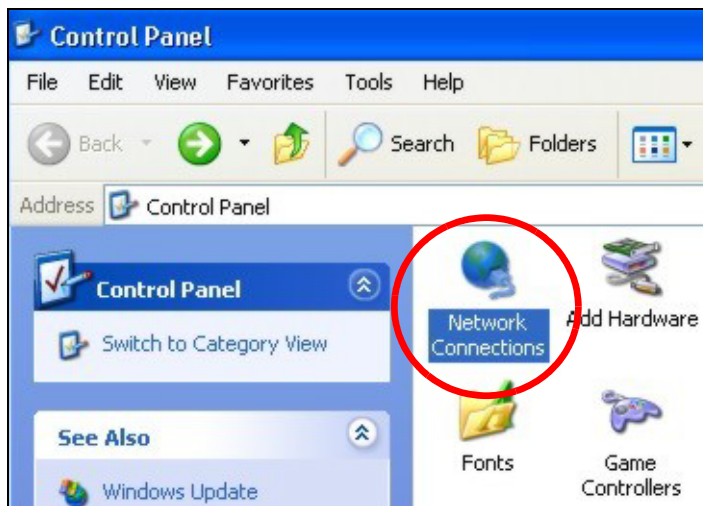 Control Panel
File Edit View Favorites Tools Help
Back Search Folders
Address Control Panel
Control Panel
Switch to Category View
See Also
Windows Update
Network
Connections
Add Hardware
Fonts
Game
Controllers